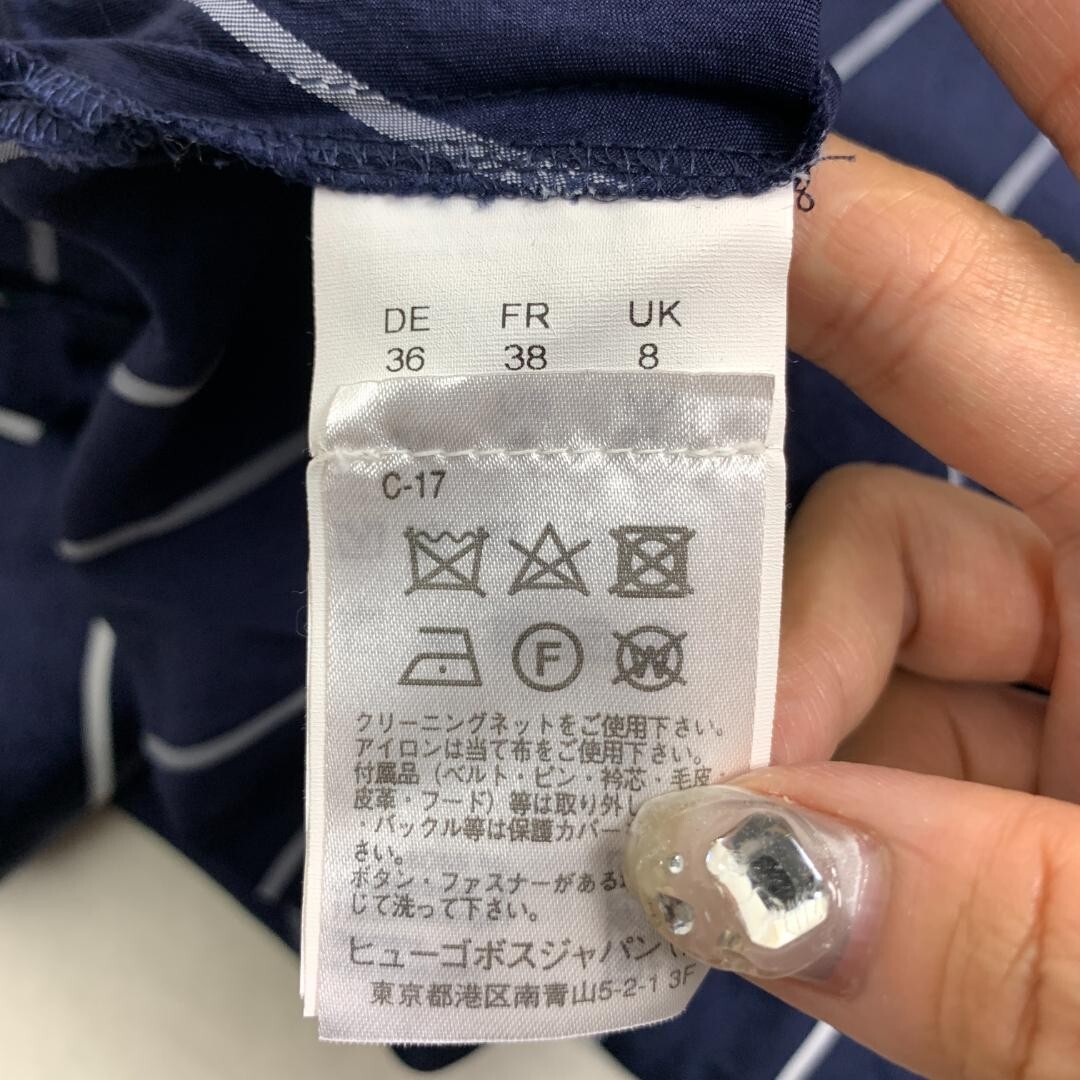 8
DE FR UK
36 38 8
C-17
F W
クリーニングネットをご使用下さい。
アイロンは当て布をご使用下さい。
付属品(ベルト・ピン・衿芯・毛皮・
皮革・フード)等は取り外し
・バックル等は保護カバー
さい。
ボタン・ファスナーがある
じて洗って下さい。
ヒューゴボスジャパン
東京都港区南青山5-2-1 3F